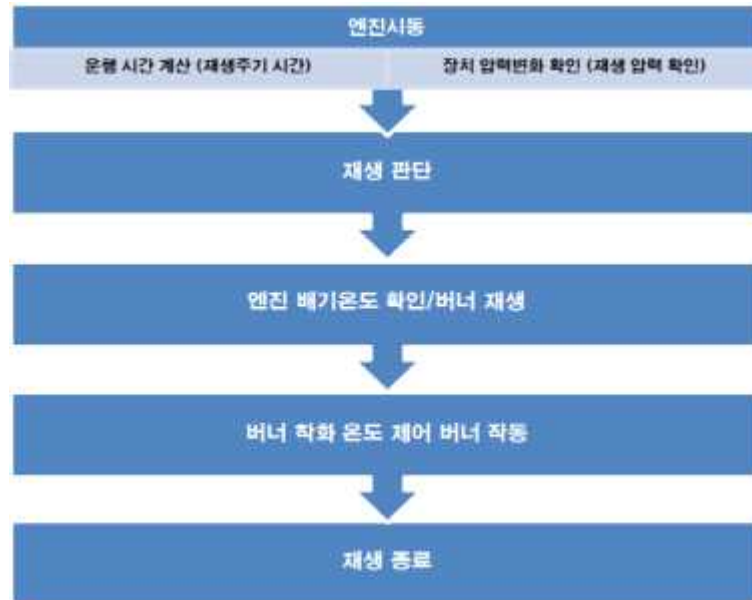 엔진시동
운행 시간 계산 (재생주기 시간)
장치 압력변화 확인 (재생 압력 확인)
재생 판단
엔진 배기온도 확인/버너 재생
버너 착화 온도 제어 버너 작동
재생 종료